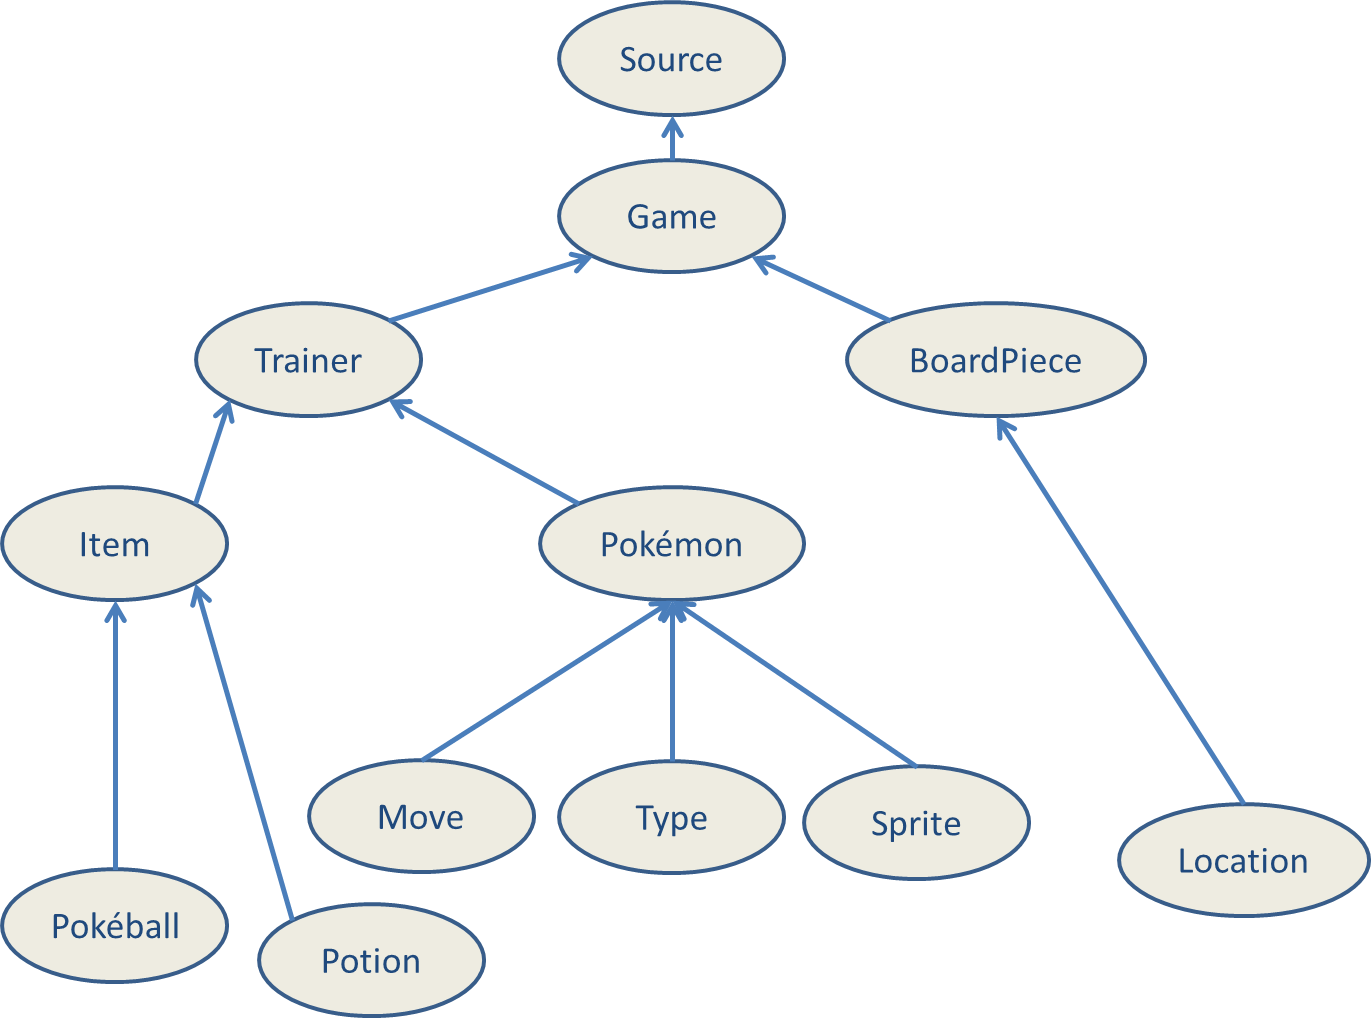 Source
Game
Trainer
BoardPiece
Item
Pokémon
Move
Type
Sprite
Location
Pokéball
Potion